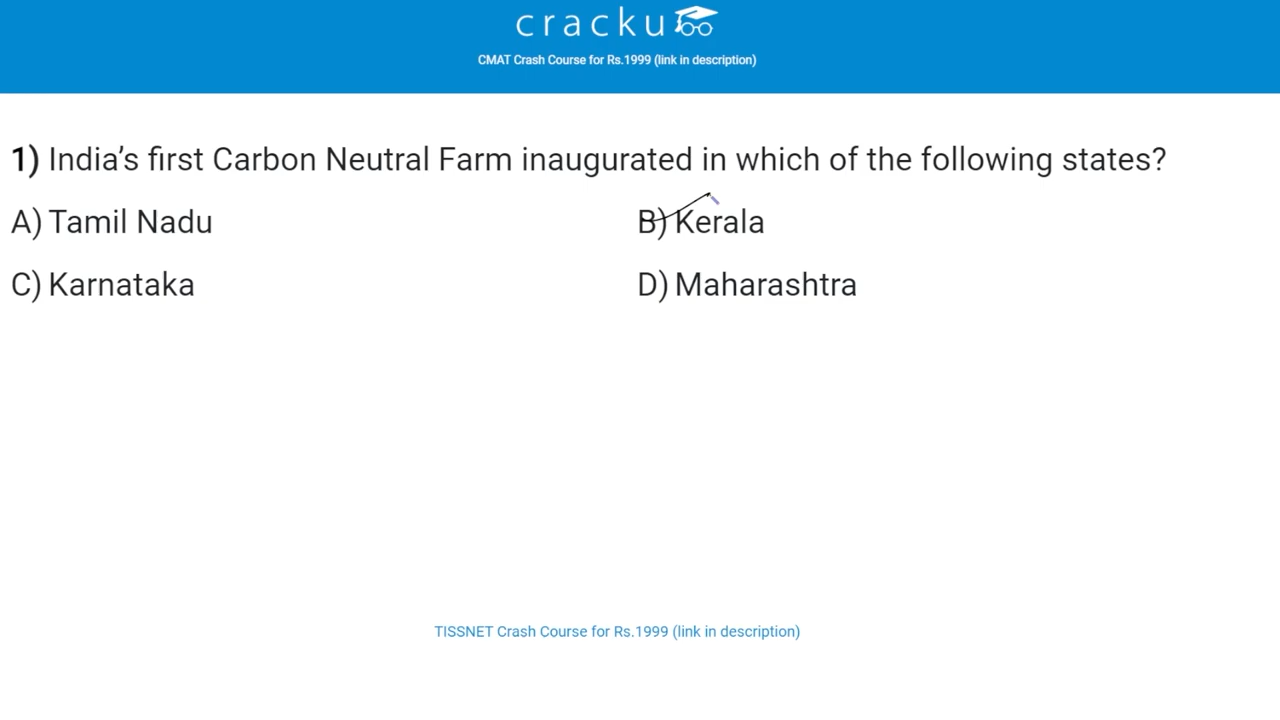 cracku
CMAT Crash Course for Rs.1999 (link in description)
1) India’s first Carbon Neutral Farm inaugurated in which of the following states?
A) Tamil Nadu
B) Kerala
C) Karnataka
D) Maharashtra
TISSNET Crash Course for Rs.1999 (link in description)